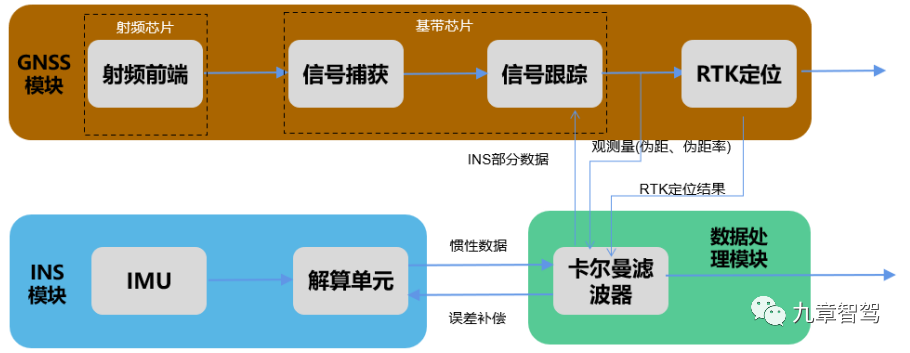 射频芯片
基带芯片
GNSS
模块
射频前端
信号捕获
信号跟踪
RTK定位
INS部分数据
观测量(伪距、伪距率)
RTK定位结果
INS
模块
IMU
解算单元
惯性数据
误差补偿
卡尔曼滤
波器
数据处
理模块
九章智驾